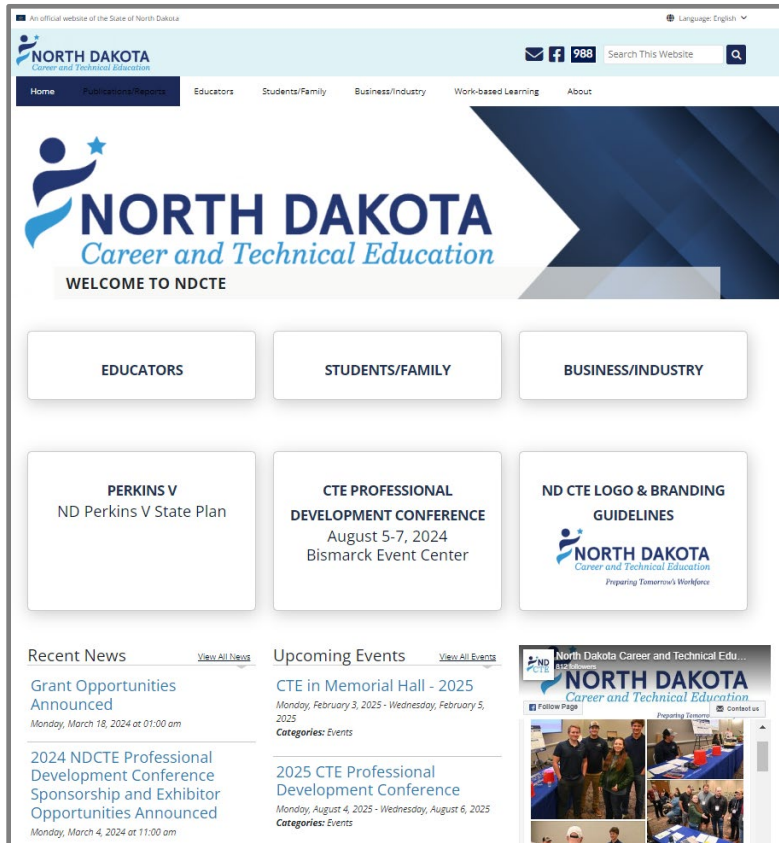 An official website of the State of North Dakota
Language: English
NORTH DAKOTA
Career and Technical Education
988
Search This Website
Home
Publications/Reports
Educators
Students/Family
Business/Industry
Work-based Learning
About
NORTH DAKOTA
Career and Technical Education
WELCOME TO NDCTE
EDUCATORS
STUDENTS/FAMILY
BUSINESS/INDUSTRY
PERKINS V
ND Perkins V State Plan
CTE PROFESSIONAL
DEVELOPMENT CONFERENCE
August 5-7, 2024
Bismarck Event Center
ND CTE LOGO & BRANDING
GUIDELINES
NORTH DAKOTA
Career and Technical Education
Preparing Tomorrow's Workforce
Recent News
View All News
Grant Opportunities
Announced
Monday, March 18, 2024 at 01:00 am
2024 NDCTE Professional
Development Conference
Sponsorship and Exhibitor
Opportunities Announced
Monday, March 4, 2024 at 11:00 am
Upcoming Events
View All Events
CTE in Memorial Hall - 2025
Monday, February 3, 2025 - Wednesday, February 5,
2025
Categories: Events
2025 CTE Professional
Development Conference
Monday, August 4, 2025 - Wednesday, August 6, 2025
Categories: Events
ND
CTE
North Dakota Career and Technical Edu...
812 followers
NORTH DAKOTA
Career and Technical Education
Preparing
Follow Page
Contact us